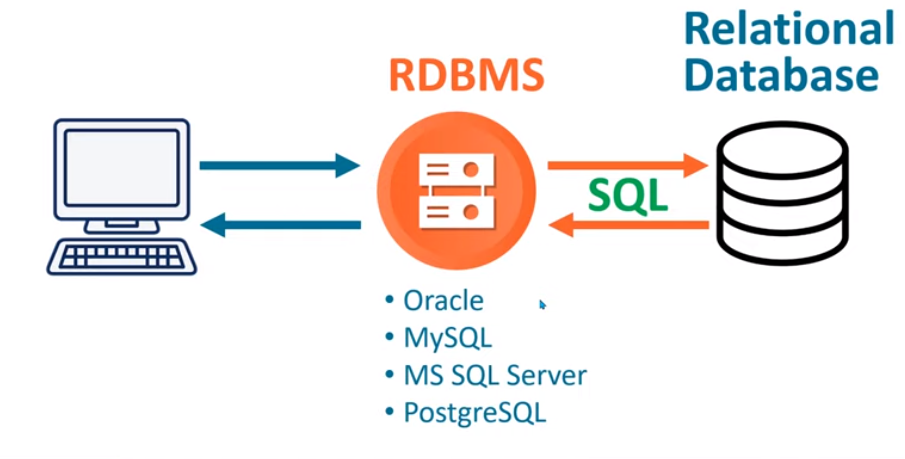 Relational
Database
RDBMS
SQL
• Oracle
• MySQL
• MS SQL Server
• PostgreSQL